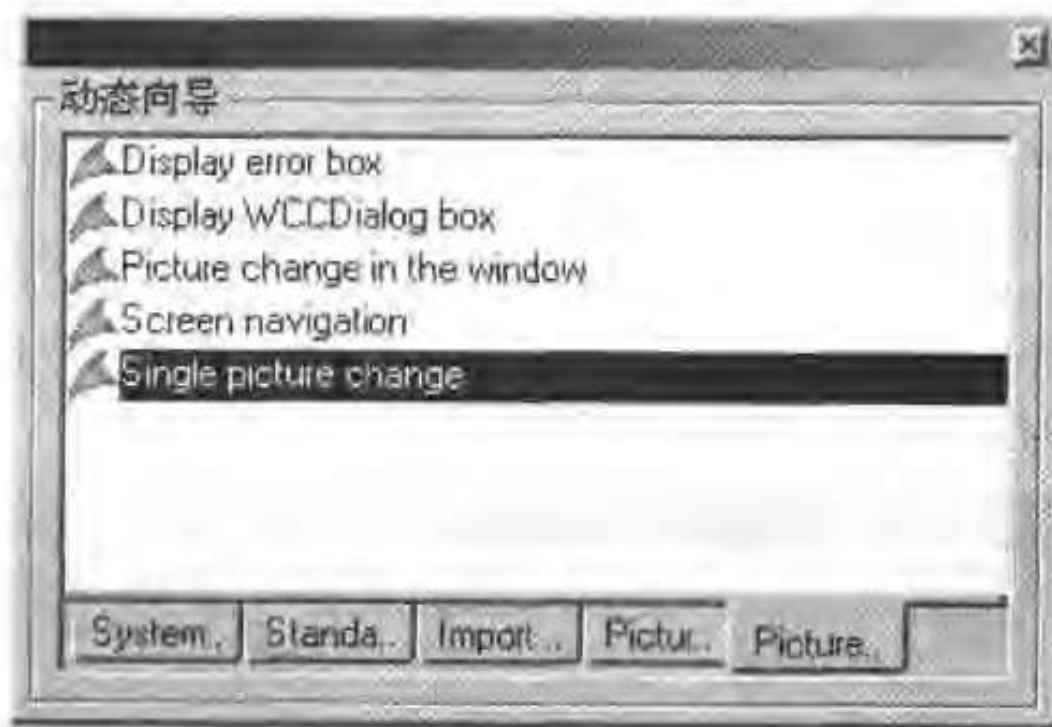 动态向导
Display error box
Display WCCDialog box
Picture change in the window
Screen navigation
Single picture change
System..
Standa..
Import ..
Pictur..
Picture..